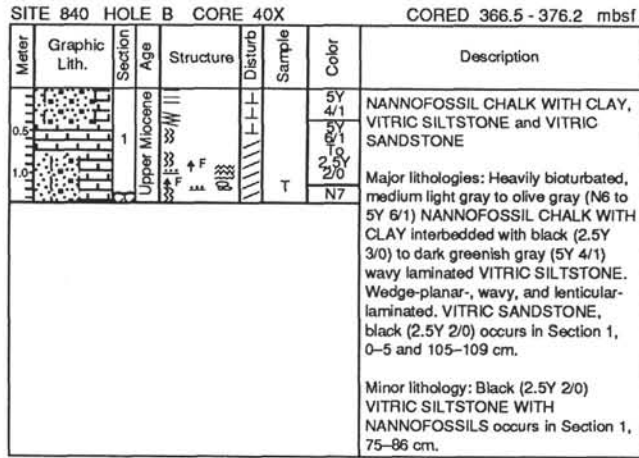 SITE 840 HOLE B CORE 40X CORED 366.5 - 376.2 mbsf
Meter
Graphic Lith.
Section
Age
Structure
Disturb
Sample
Color
Description
0.5
1.0
1
Upper Miocene
F
F
T
5Y
4/1
5Y
6/1
To
2.5Y
2/0
N7
NANNOFOSSIL CHALK WITH CLAY,
VITRIC SILTSTONE and VITRIC
SANDSTONE
Major lithologies: Heavily bioturbated,
medium light gray to olive gray (N6 to
5Y 6/1) NANNOFOSSIL CHALK WITH
CLAY interbedded with black (2.5Y
3/0) to dark greenish gray (5Y 4/1)
wavy laminated VITRIC SILTSTONE.
Wedge-planar-, wavy, and lenticular-
laminated. VITRIC SANDSTONE,
black (2.5Y 2/0) occurs in Section 1,
0–5 and 105–109 cm.
Minor lithology: Black (2.5Y 2/0)
VITRIC SILTSTONE WITH
NANNOFOSSILS occurs in Section 1,
75–86 cm.